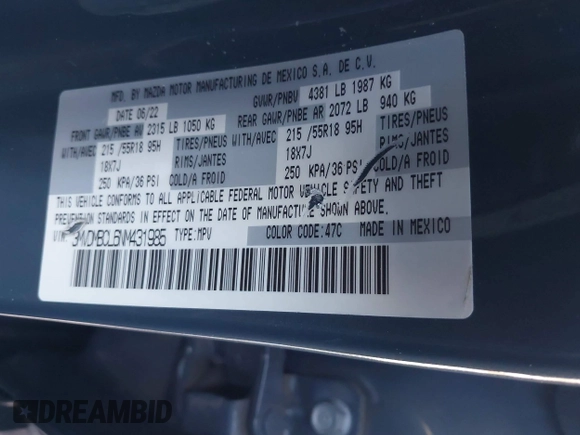 MFD. BY MAZDA MOTOR MANUFACTURING DE MEXICO S.A. DE C.V.
DATE 06/22 GVWR/PNBV 4381 LB 1987 KG
FRONT GAWR/PNBE AV 2315 LB 1050 KG REAR GAWR/PNBE AR 2072 LB 940 KG
WITH/AVEC 215 /55R18 95H TIRES/PNEUS WITH/AVEC 215 /55R18 95H TIRES/PNEUS
18X7J RIMS/JANTES 18X7J RIMS/JANTES
250 KPA/36 PSI COLD/A FROID 250 KPA/36 PSI COLD/A FROID
THIS VEHICLE CONFORMS TO ALL APPLICABLE FEDERAL MOTOR VEHICLE SAFETY AND THEFT
PREVENTION STANDARDS IN EFFECT ON THE DATE OF MANUFACTURE SHOWN ABOVE.
VIN: 3MVDMBCL5NM431985 TYPE:MPV COLOR CODE:47C MADE IN MEXICO
DREAMBID